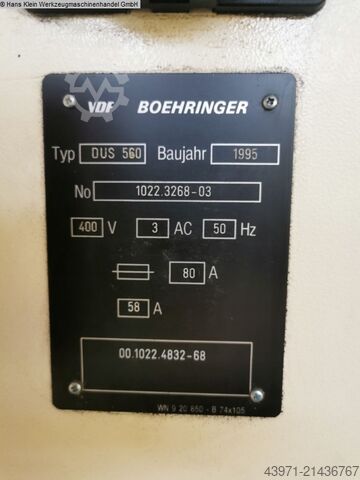 © Hans Klein Werkzeugmaschinenhandel GmbH
VDF BOEHRINGER
Typ DUS 560 Baujahr 1995
No 1022.3268-03
400 V 3 AC 50 Hz
80 A
58 A
00.1022.4832-68
WN 9 20 650 - B 74x105
43971-21436767